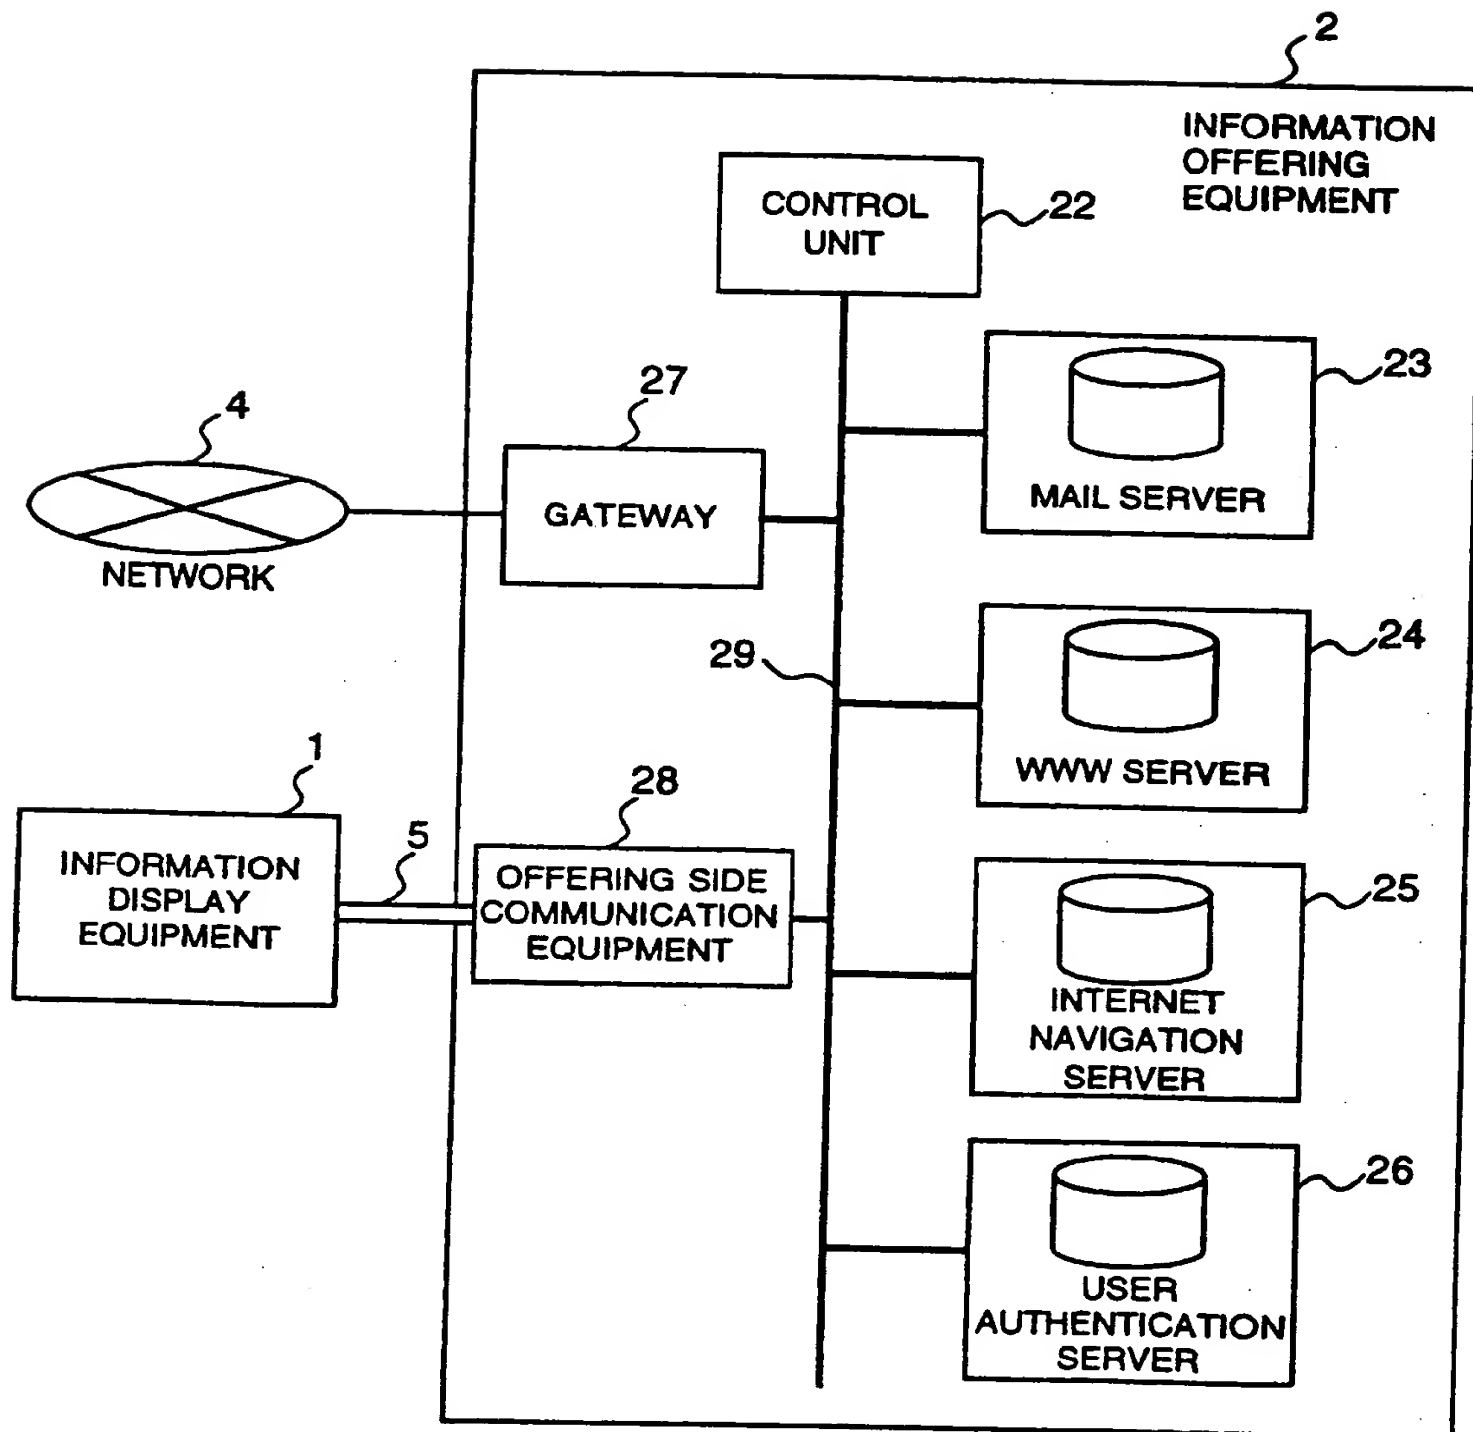 2
INFORMATION
OFFERING
EQUIPMENT
CONTROL
UNIT
22
27
23
4
GATEWAY
MAIL SERVER
NETWORK
29
24
WWW SERVER
1
28
5
INFORMATION
DISPLAY
EQUIPMENT
OFFERING SIDE
COMMUNICATION
EQUIPMENT
25
INTERNET
NAVIGATION
SERVER
26
USER
AUTHENTICATION
SERVER